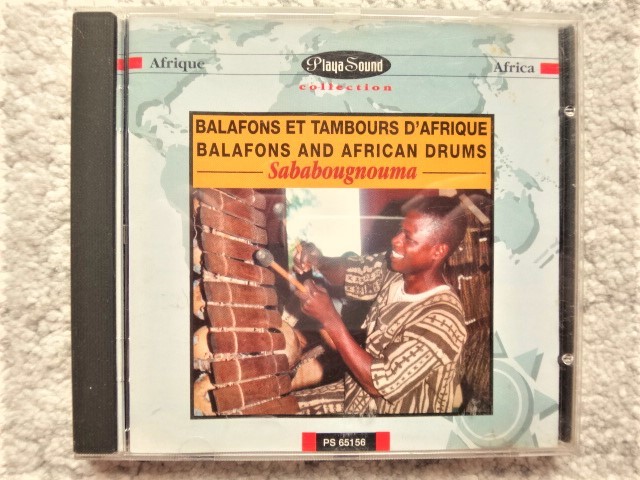 Afrique
Playa Sound
Africa
collection
BALAFONS ET TAMBOURS D'AFRIQUE
BALAFONS AND AFRICAN DRUMS
Sababougnouma
PS 65156